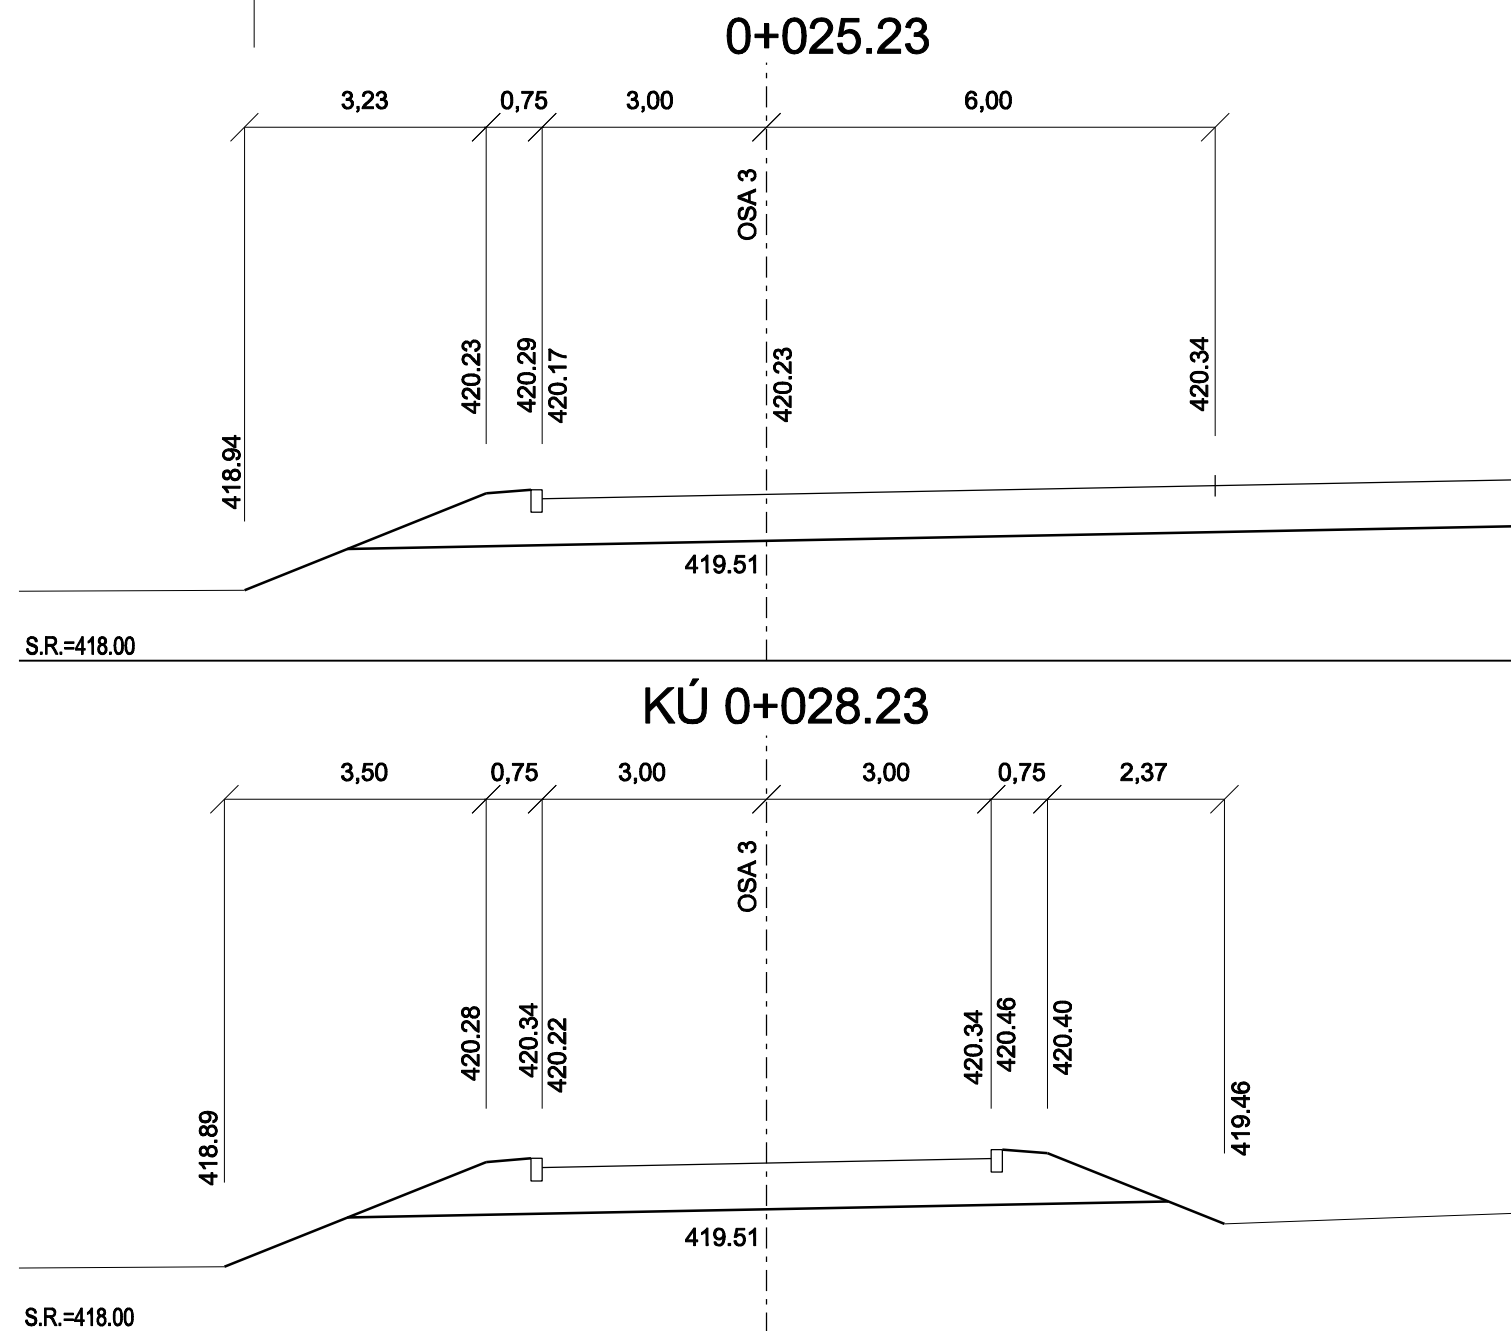 0+025.23
3,23 0,75 3,00 6,00
OSA 3
418.94 420.23 420.29 420.17 420.23 420.34
419.51
S.R.=418.00
KÚ 0+028.23
3,50 0,75 3,00 3,00 0,75 2,37
OSA 3
418.89 420.28 420.34 420.22 420.34 420.46 420.40 419.46
419.51
S.R.=418.00